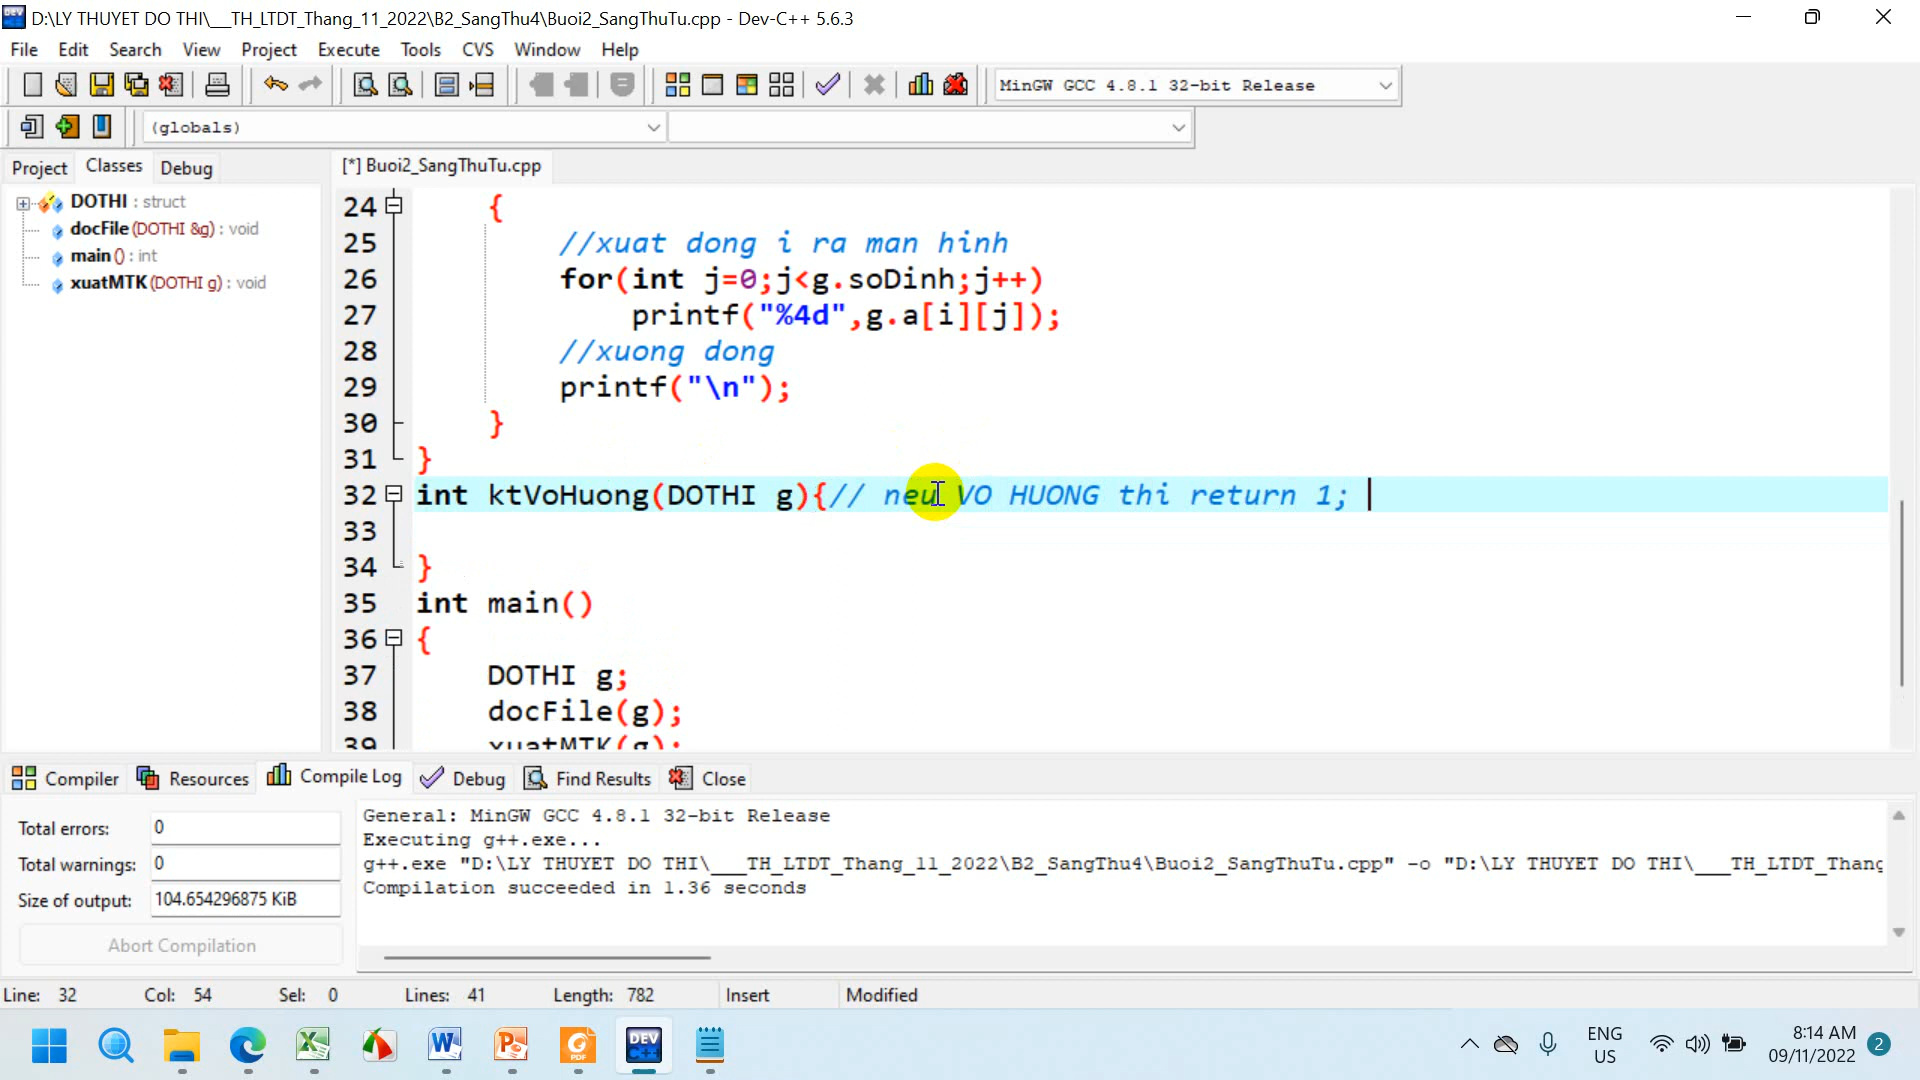 D:\LY THUYET DO THI\___TH_LTDT_Thang_11_2022\B2_SangThu4\Buoi2_SangThuTu.cpp - Dev-C++ 5.6.3
File Edit Search View Project Execute Tools CVS Window Help
MinGW GCC 4.8.1 32-bit Release
(globals)
Project Classes Debug
[*] Buoi2_SangThuTu.cpp
DOTHI : struct
docFile (DOTHI &g) : void
main () : int
xuatMTK (DOTHI g) : void
24 {
25 //xuat dong i ra man hinh
26 for(int j=0;j<g.soDinh;j++)
27 printf("%4d",g.a[i][j]);
28 //xuong dong
29 printf("\n");
30 }
31 }
32 int ktVoHuong(DOTHI g){// neu VO HUONG thi return 1;
33
34 }
35 int main()
36 {
37 DOTHI g;
38 docFile(g);
39 xuatMTK(g);
Compiler Resources Compile Log Debug Find Results Close
Total errors: 0
Total warnings: 0
Size of output: 104.654296875 KiB
Abort Compilation
General: MinGW GCC 4.8.1 32-bit Release
Executing g++.exe...
g++.exe "D:\LY THUYET DO THI\___TH_LTDT_Thang_11_2022\B2_SangThu4\Buoi2_SangThuTu.cpp" -o "D:\LY THUYET DO THI\___TH_LTDT_Thang
Compilation succeeded in 1.36 seconds
Line: 32 Col: 54 Sel: 0 Lines: 41 Length: 782 Insert Modified
DEV C++
PDF
ENG
US
8:14 AM
09/11/2022
2